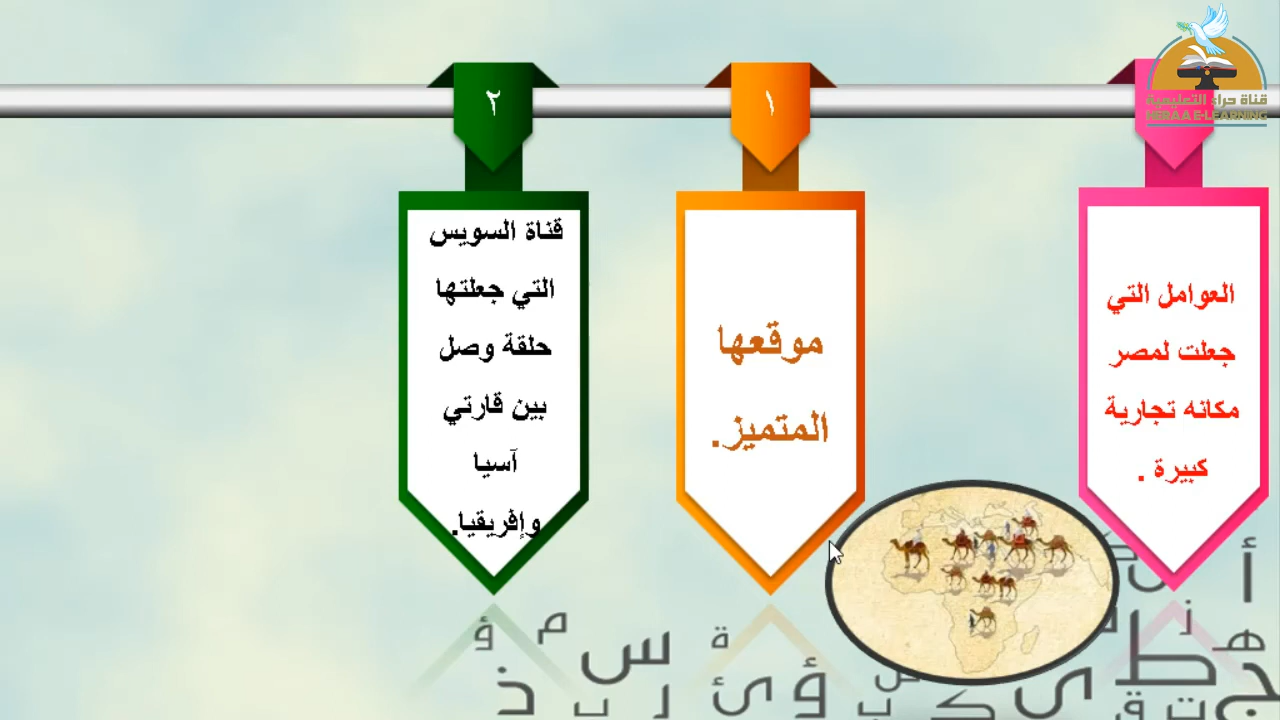 قناة حراء التعليمية
HERAA E-LEARNING
العوامل التي
جعلت لمصر
مكانه تجارية
كبيرة .
١
موقعها
المتميز.
٢
قناة السويس
التي جعلتها
حلقة وصل
بين قارتي
آسيا
وإفريقيا.